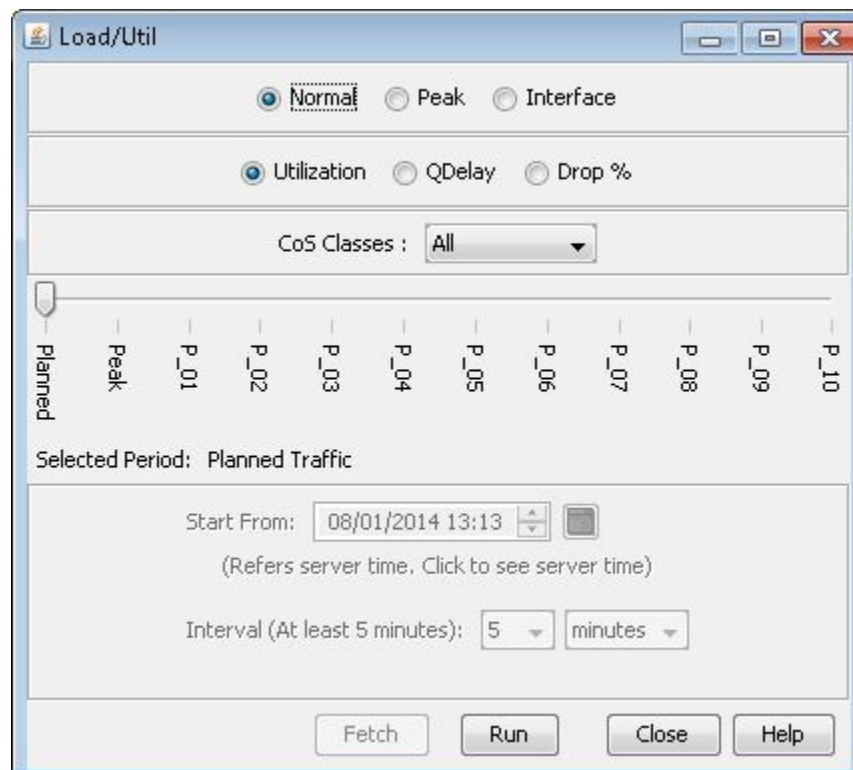 Load/Util
Normal Peak Interface
Utilization QDelay Drop %
CoS Classes : All
Planned Peak P_01 P_02 P_03 P_04 P_05 P_06 P_07 P_08 P_09 P_10
Selected Period: Planned Traffic
Start From: 08/01/2014 13:13
(Refers server time. Click to see server time)
Interval (At least 5 minutes): 5 minutes
Fetch Run Close Help